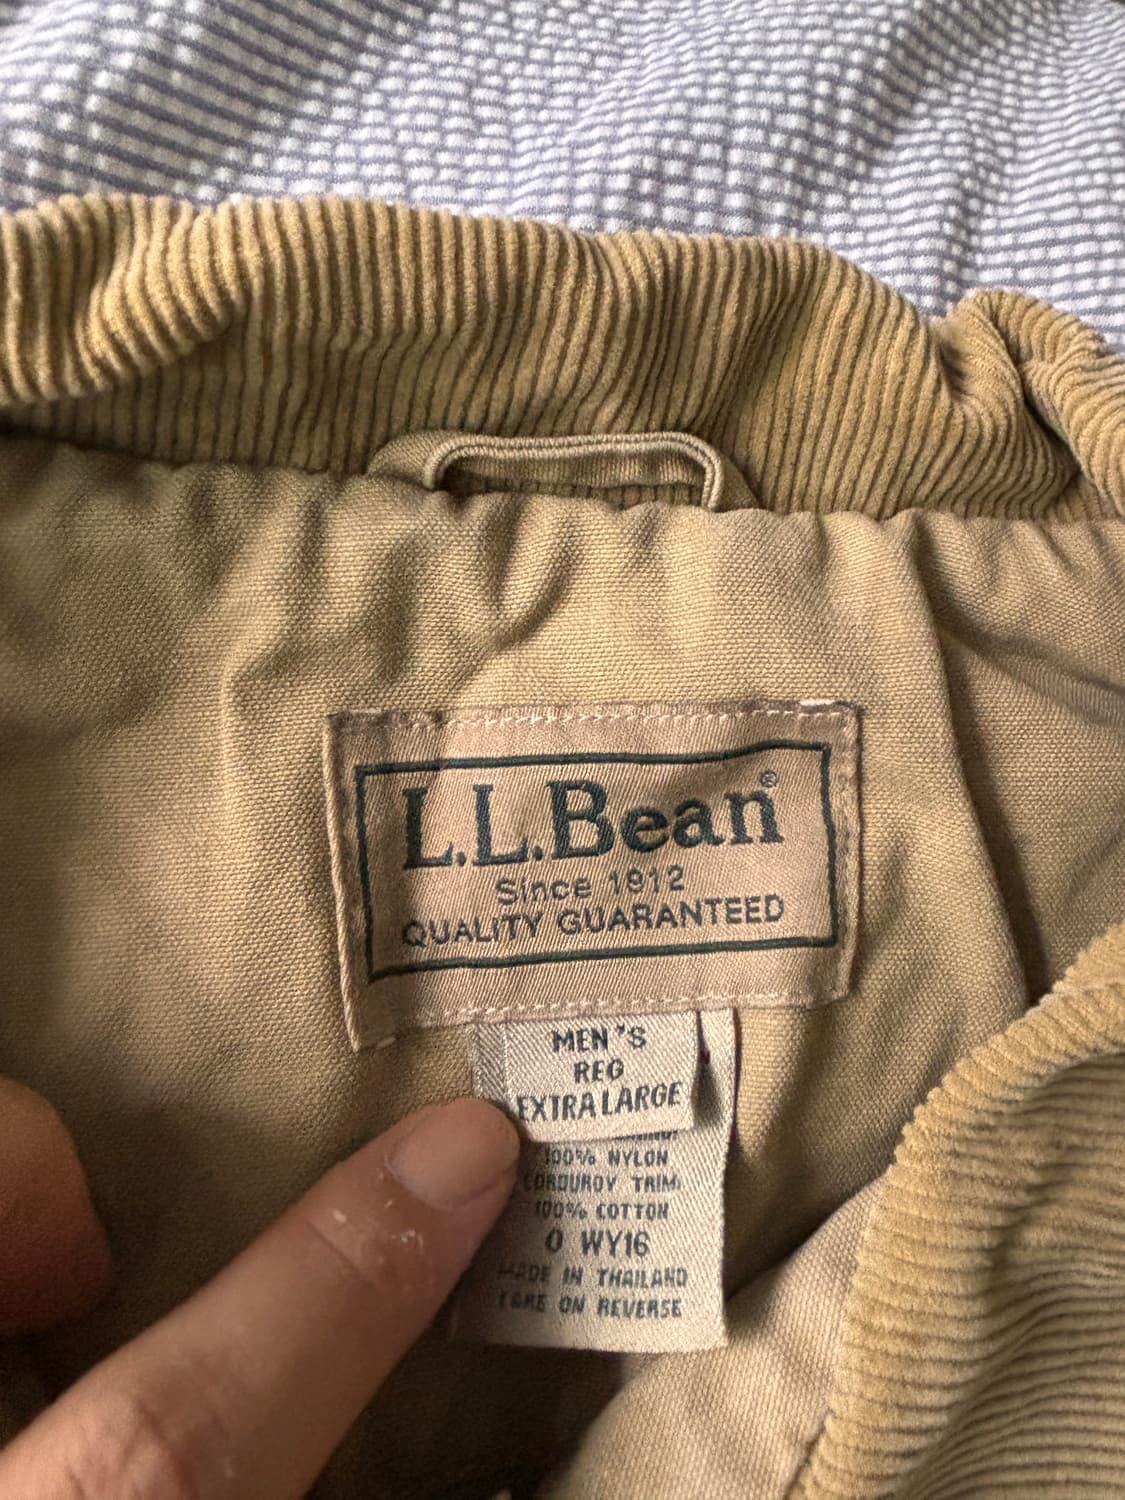 L.L.Bean®
Since 1912
QUALITY GUARANTEED
MEN'S
REG
EXTRA LARGE
100% NYLON
CORDUROY TRIM:
100% COTTON
0 WY16
MADE IN THAILAND
CARE ON REVERSE